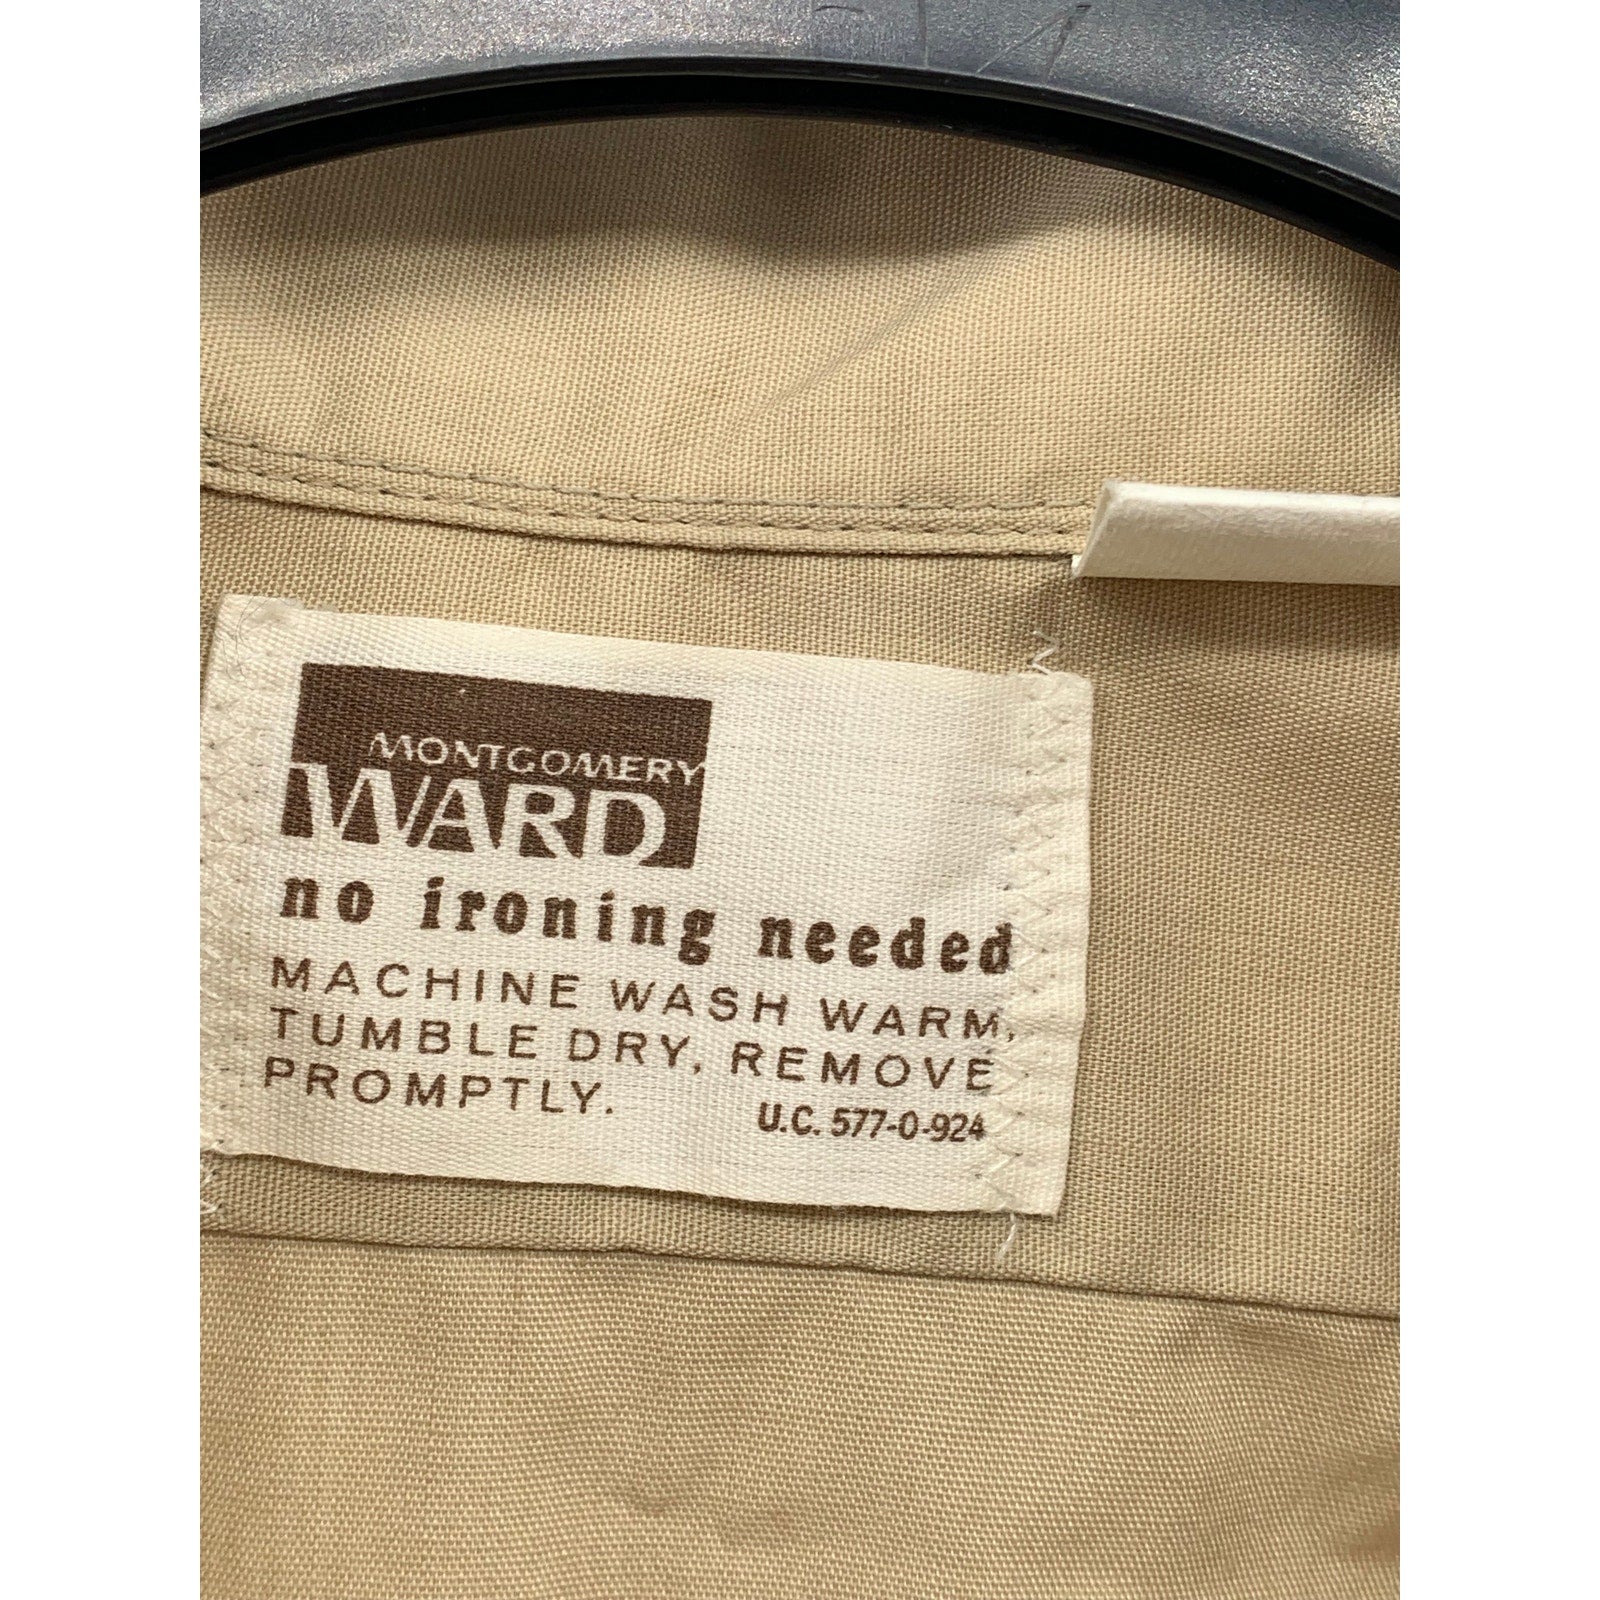 MONTGOMERY
WARD
no ironing needed
MACHINE WASH WARM,
TUMBLE DRY, REMOVE
PROMPTLY.
U.C. 577-0-924